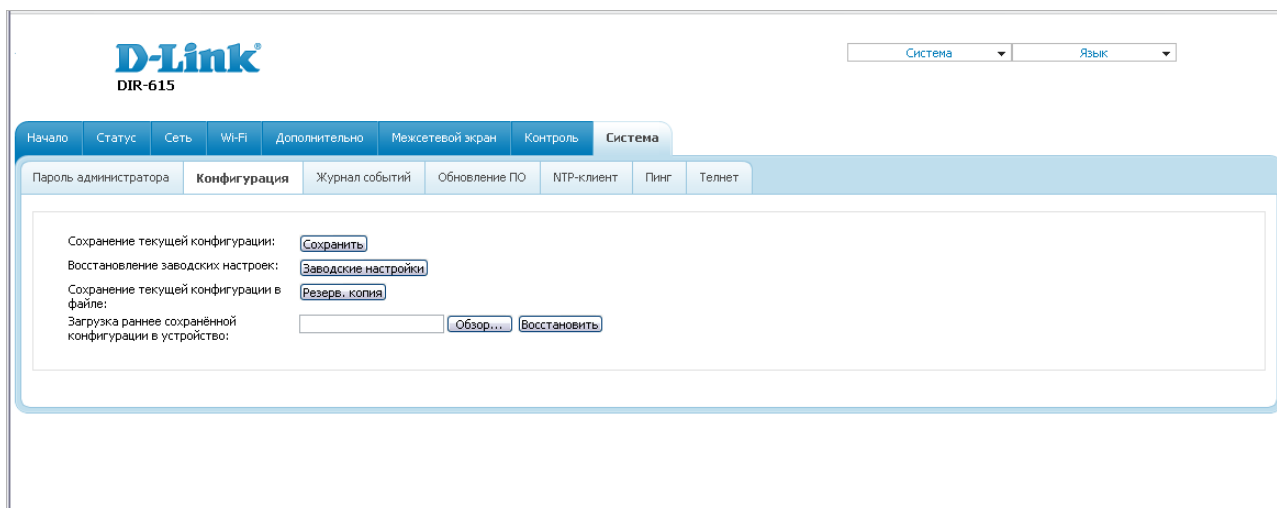 D-Link®
DIR-615
Система Язык
Начало Статус Сеть Wi-Fi Дополнительно Межсетевой экран Контроль Система
Пароль администратора Конфигурация Журнал событий Обновление ПО NTP-клиент Пинг Телнет
Сохранение текущей конфигурации: Сохранить
Восстановление заводских настроек: Заводские настройки
Сохранение текущей конфигурации в
файле:
Резерв. копия
Загрузка раннее сохранённой
конфигурации в устройство:
Обзор... Восстановить